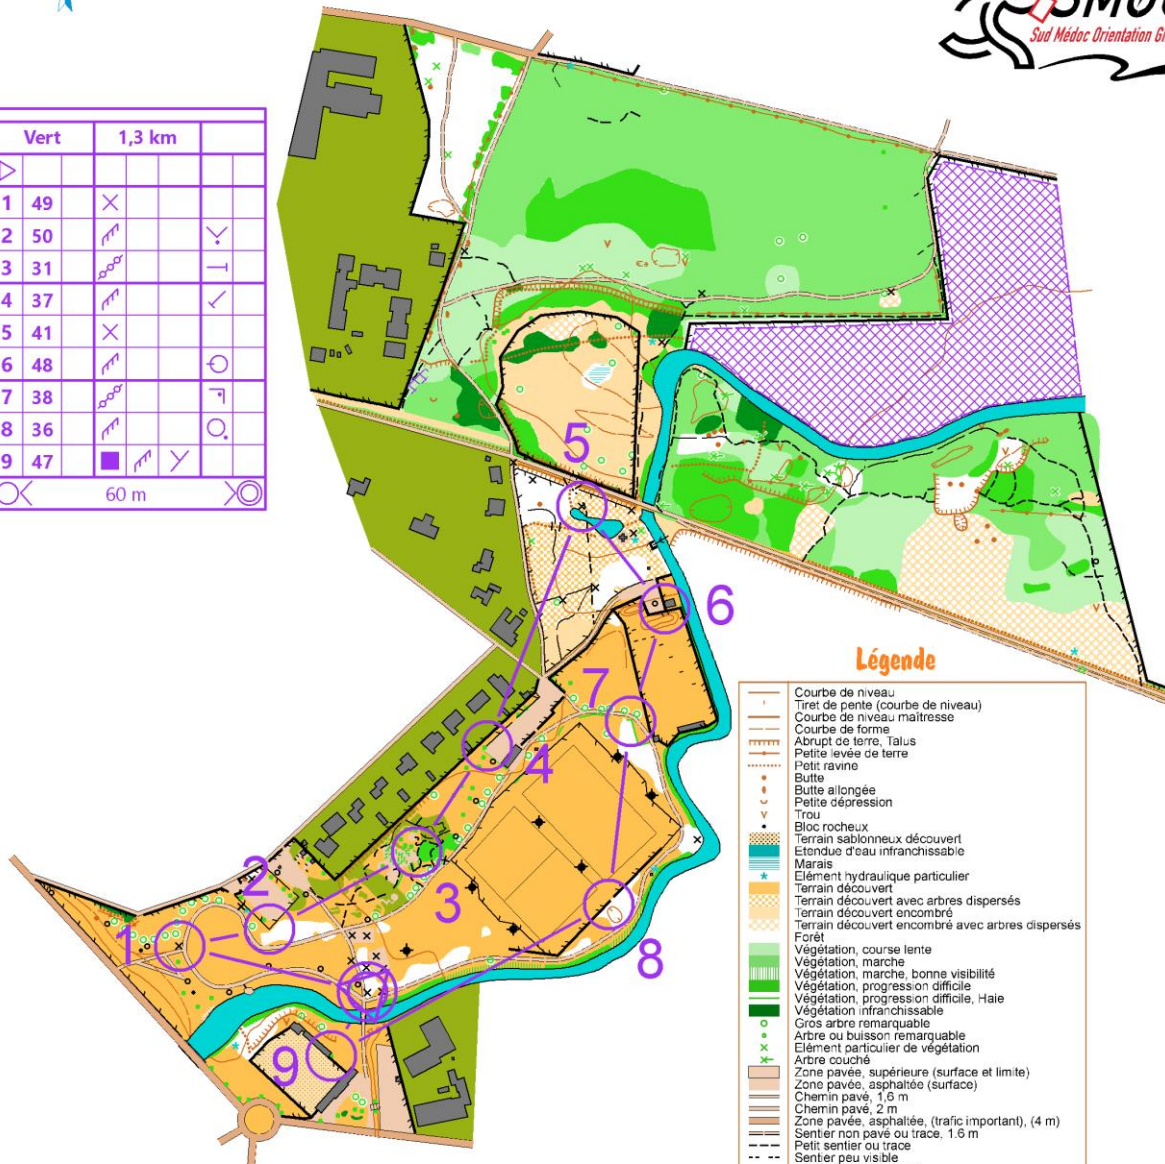 SMOG
Sud Médoc Orientation
Vert 1,3 km
1 49
2 50
3 31
4 37
5 41
6 48
7 38
8 36
9 47
60 m
5
6
7
4
2
3
1
8
9
Légende
Courbe de niveau
Tiret de pente (courbe de niveau)
Courbe de niveau maîtresse
Courbe de forme
Abrupt de terre, Talus
Petite levée de terre
Petit ravine
Butte
Butte allongée
Petite dépression
Trou
Bloc rocheux
Terrain sablonneux découvert
Etendue d'eau infranchissable
Marais
Elément hydraulique particulier
Terrain découvert
Terrain découvert avec arbres dispersés
Terrain découvert encombré
Terrain découvert encombré avec arbres dispersés
Forêt
Végétation, course lente
Végétation, marche
Végétation, marche, bonne visibilité
Végétation, progression difficile
Végétation, progression difficile, Haie
Végétation infranchissable
Gros arbre remarquable
Arbre ou buisson remarquable
Elément particulier de végétation
Arbre couché
Zone pavée, supérieure (surface et limite)
Zone pavée, asphaltée (surface)
Chemin pavé, 1,6 m
Chemin pavé, 2 m
Zone pavée, asphaltée, (trafic important), (4 m)
Sentier non pavé ou trace, 1.6 m
Petit sentier ou trace
Sentier peu visible